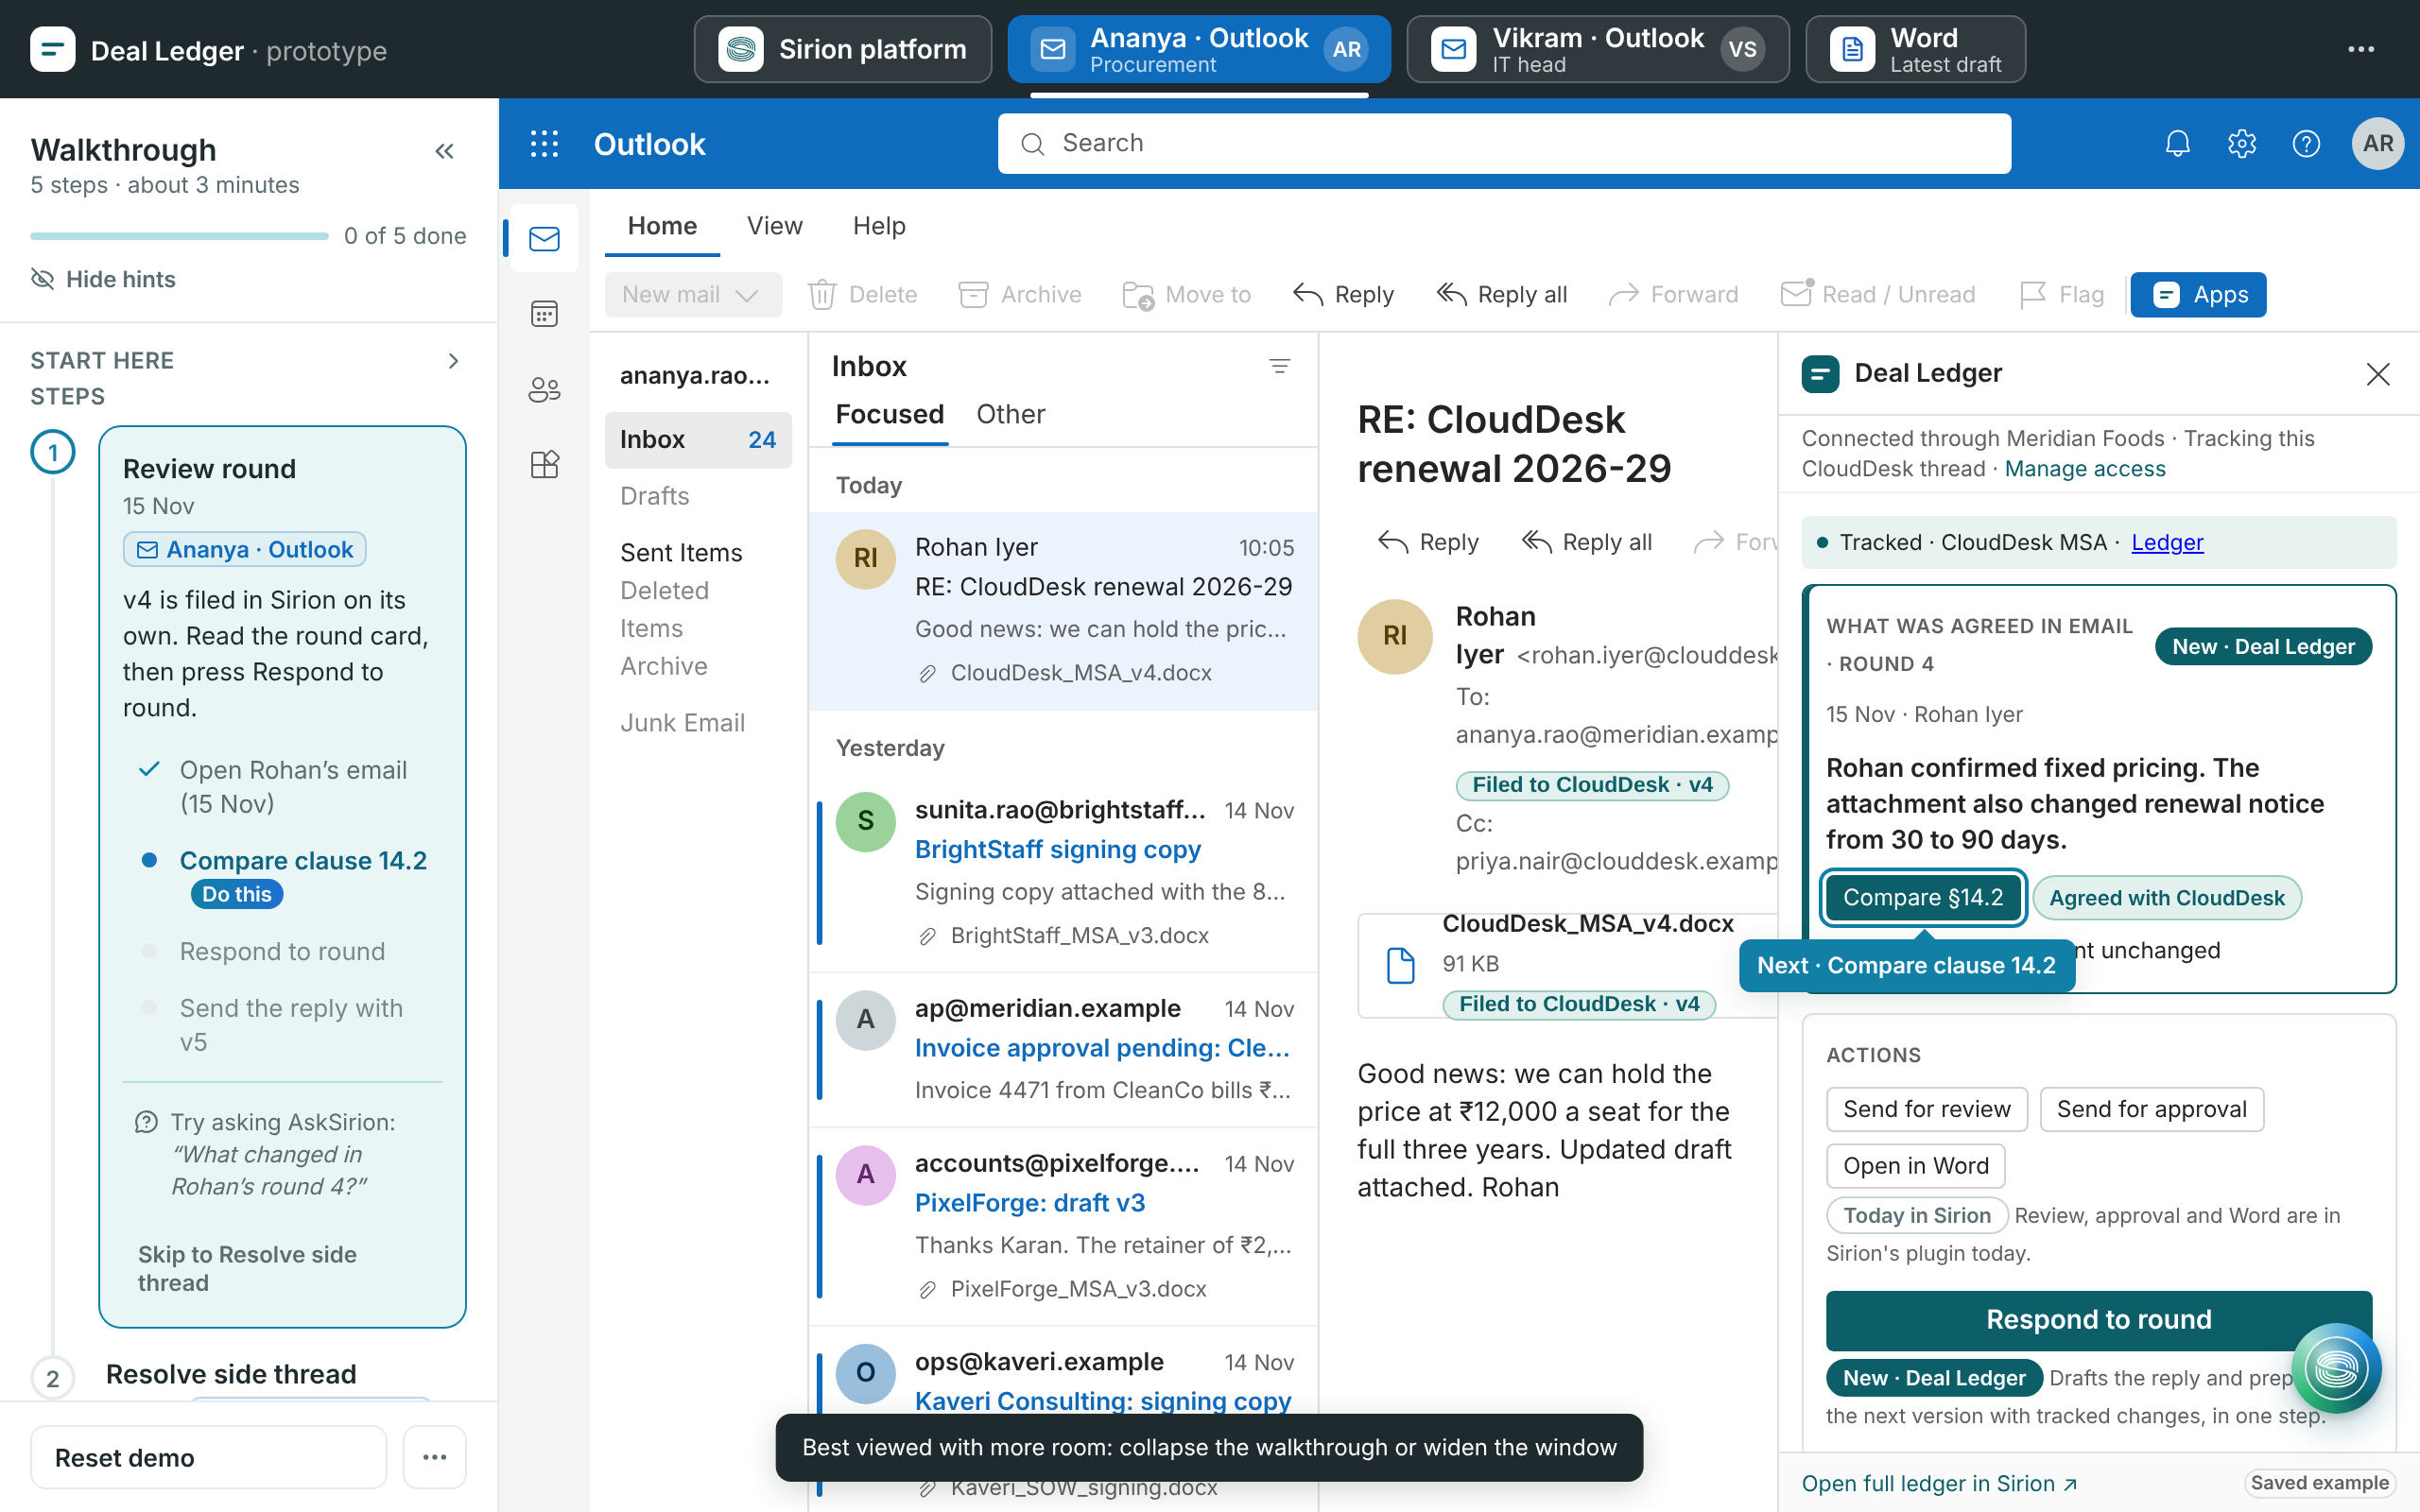 Deal Ledger · prototype
Sirion platform
Ananya · Outlook
Procurement
AR
Vikram · Outlook
IT head
VS
Word
Latest draft
Walkthrough
5 steps · about 3 minutes
0 of 5 done
Hide hints
START HERE
STEPS
1
Review round
15 Nov
Ananya · Outlook
v4 is filed in Sirion on its
own. Read the round card,
then press Respond to
round.
Open Rohan’s email
(15 Nov)
Compare clause 14.2
Do this
Respond to round
Send the reply with
v5
Try asking AskSirion:
“What changed in
Rohan’s round 4?”
Skip to Resolve side
thread
2
Resolve side thread
Reset demo
Outlook
Search
AR
Home
View
Help
New mail
Delete
Archive
Move to
Reply
Reply all
Forward
Read / Unread
Flag
Apps
ananya.rao...
Inbox 24
Drafts
Sent Items
Deleted
Items
Archive
Junk Email
Inbox
Focused
Other
Today
RI
Rohan Iyer 10:05
RE: CloudDesk renewal 2026-29
Good news: we can hold the pric...
CloudDesk_MSA_v4.docx
Yesterday
S
sunita.rao@brightstaff... 14 Nov
BrightStaff signing copy
Signing copy attached with the 8...
BrightStaff_MSA_v3.docx
A
ap@meridian.example 14 Nov
Invoice approval pending: Cle...
Invoice 4471 from CleanCo bills ₹...
A
accounts@pixelforge.... 14 Nov
PixelForge: draft v3
Thanks Karan. The retainer of ₹2,...
PixelForge_MSA_v3.docx
O
ops@kaveri.example 14 Nov
Kaveri Consulting: signing copy
Kaveri_SOW_signing.docx
RE: CloudDesk
renewal 2026-29
Reply
Reply all
Forw
RI
Rohan
Iyer <rohan.iyer@clouddesk
To:
ananya.rao@meridian.examp
Filed to CloudDesk · v4
Cc:
priya.nair@clouddesk.examp
CloudDesk_MSA_v4.docx
91 KB
Filed to CloudDesk · v4
Good news: we can hold the
price at ₹12,000 a seat for the
full three years. Updated draft
attached. Rohan
Deal Ledger
Connected through Meridian Foods · Tracking this
CloudDesk thread · Manage access
Tracked · CloudDesk MSA · Ledger
WHAT WAS AGREED IN EMAIL
· ROUND 4
New · Deal Ledger
15 Nov · Rohan Iyer
Rohan confirmed fixed pricing. The
attachment also changed renewal notice
from 30 to 90 days.
Compare §14.2
Agreed with CloudDesk
nt unchanged
Next · Compare clause 14.2
ACTIONS
Send for review
Send for approval
Open in Word
Today in Sirion Review, approval and Word are in
Sirion's plugin today.
Respond to round
New · Deal Ledger Drafts the reply and prep
the next version with tracked changes, in one step.
Best viewed with more room: collapse the walkthrough or widen the window
Open full ledger in Sirion ↗
Saved example